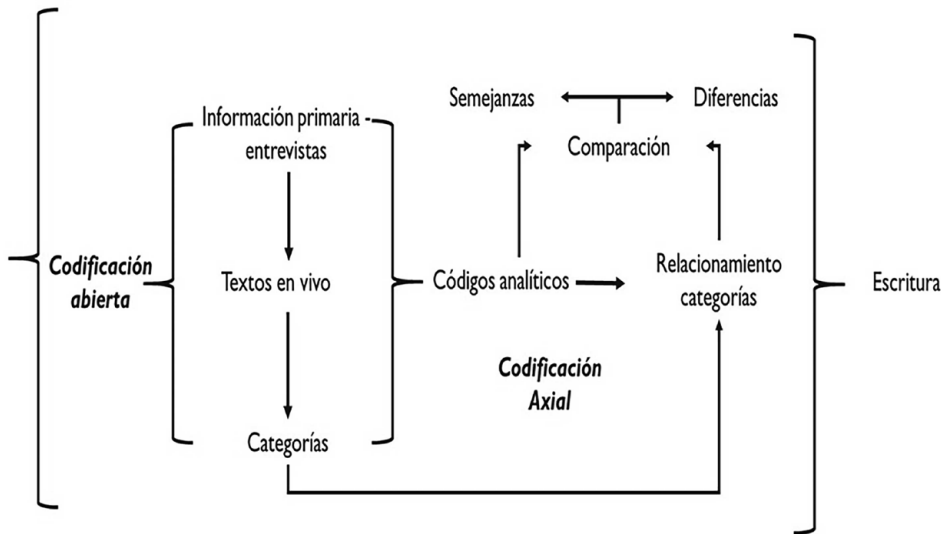 Semejanzas
Diferencias
Información primaria -
entrevistas
Comparación
Codificación
abierta
Textos en vivo
Códigos analíticos
Relacionamiento
categorías
Escritura
Codificación
Axial
Categorías